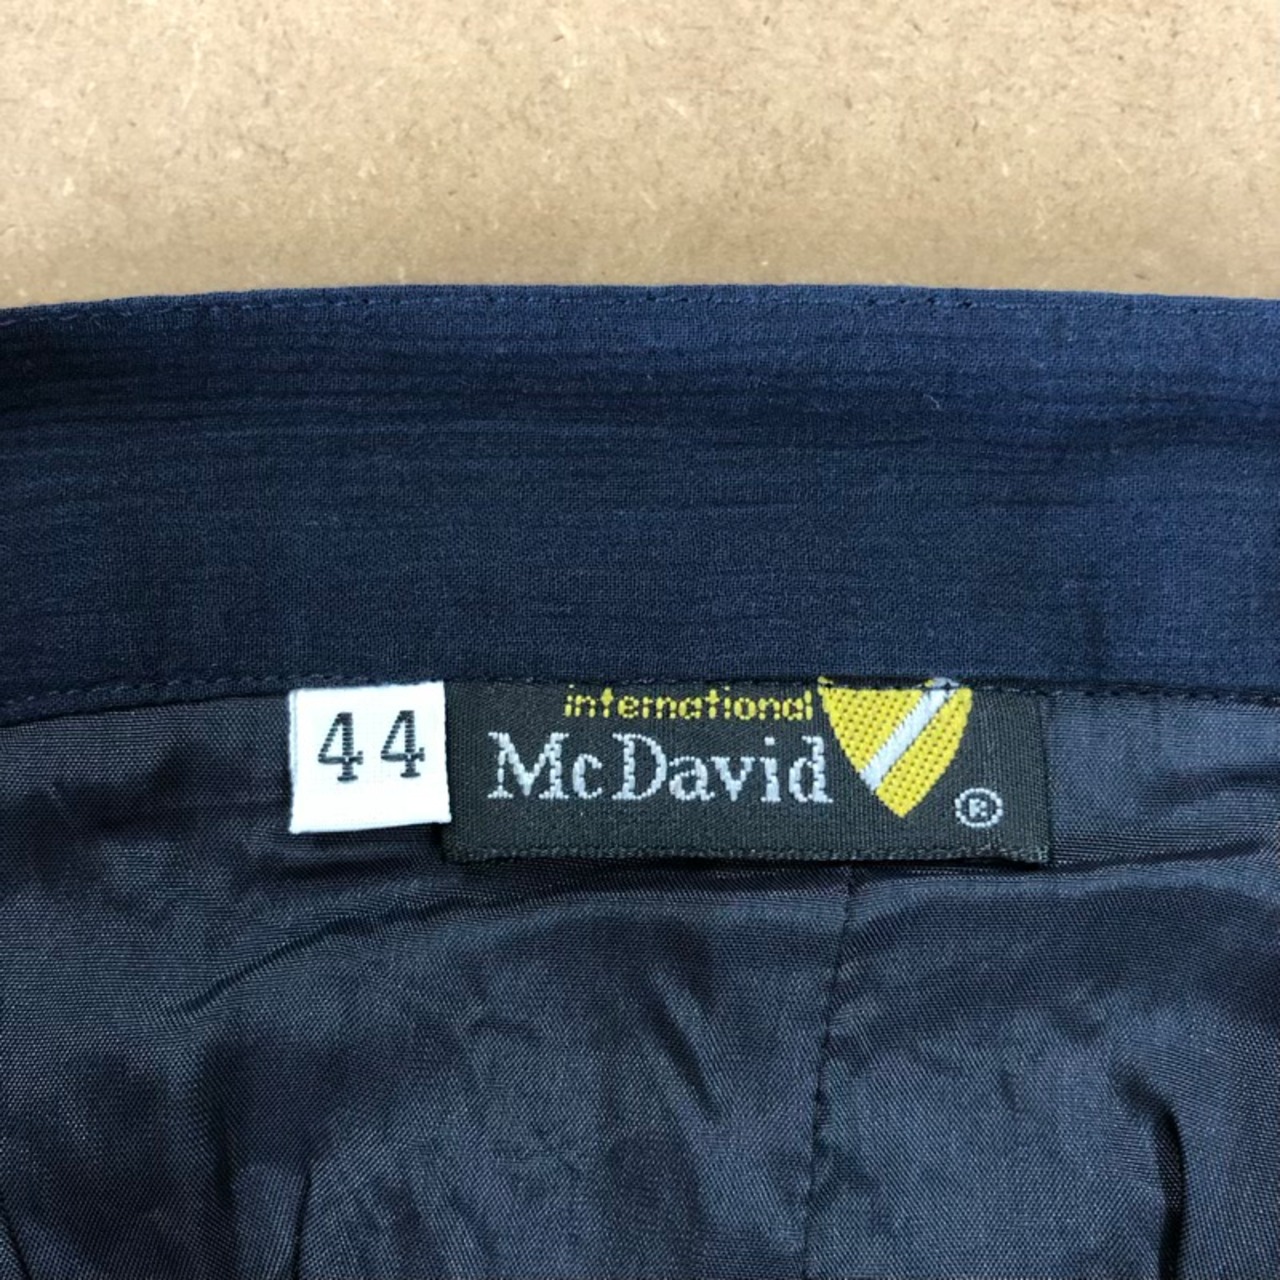 44
international
McDavid
®